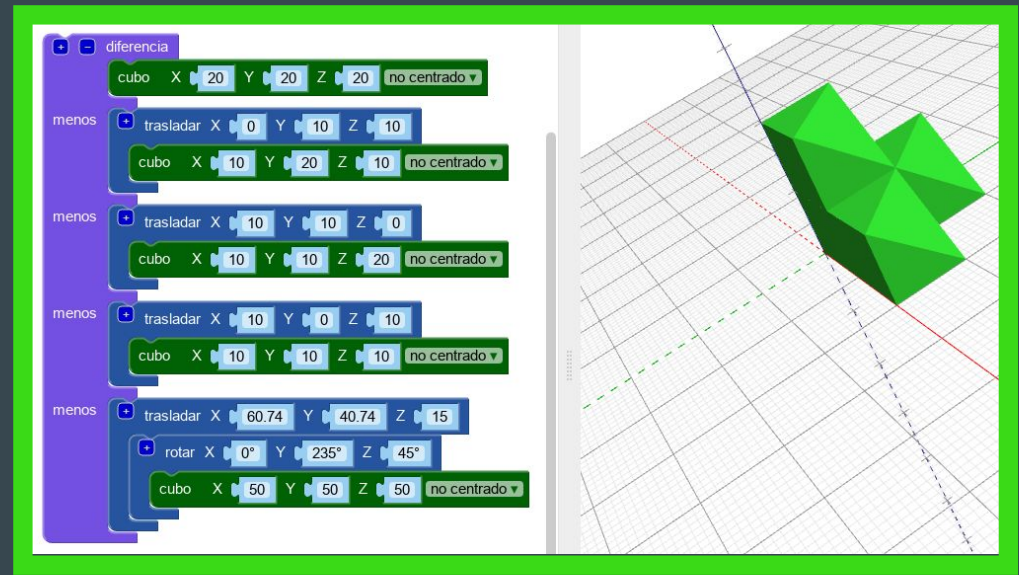 + - diferencia
cubo X 20 Y 20 Z 20 no centrado ▾
menos + trasladar X 0 Y 10 Z 10
cubo X 10 Y 20 Z 10 no centrado ▾
menos + trasladar X 10 Y 10 Z 0
cubo X 10 Y 10 Z 20 no centrado ▾
menos + trasladar X 10 Y 0 Z 10
cubo X 10 Y 10 Z 10 no centrado ▾
menos + trasladar X 60.74 Y 40.74 Z 15
+ rotar X 0° Y 235° Z 45°
cubo X 50 Y 50 Z 50 no centrado ▾